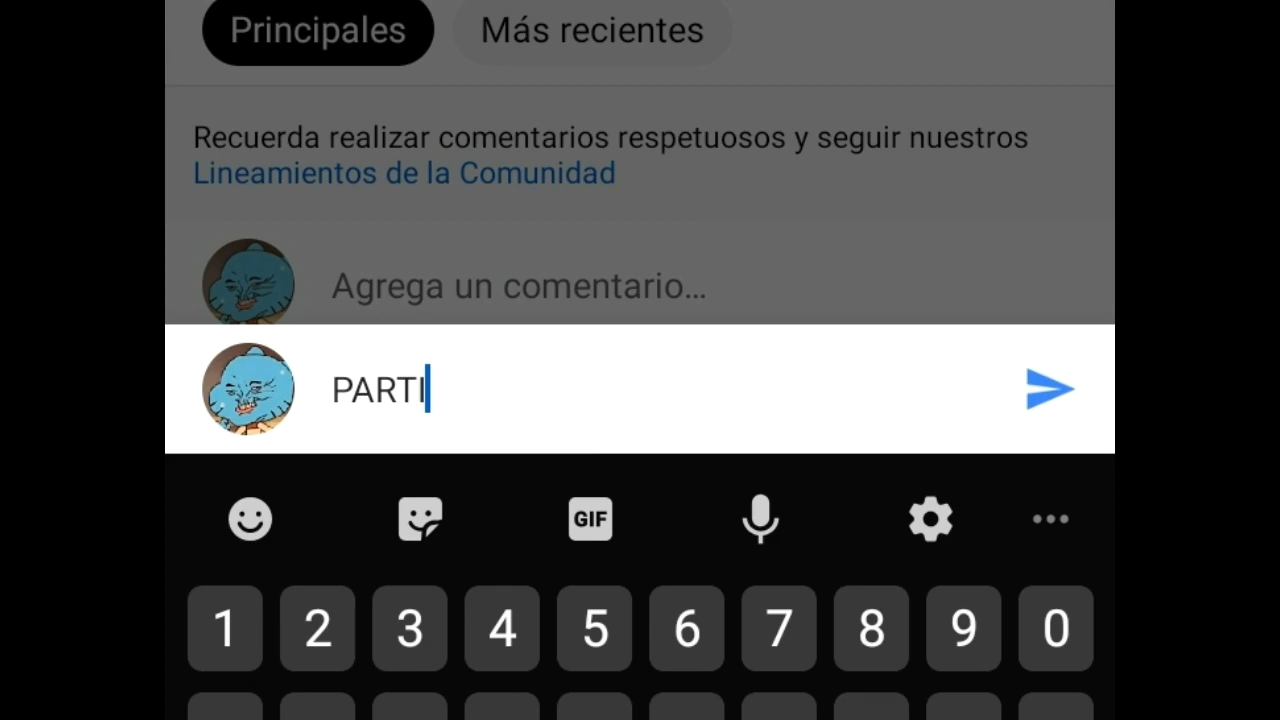 Principales Más recientes
Recuerda realizar comentarios respetuosos y seguir nuestros
Lineamientos de la Comunidad
Agrega un comentario...
PARTI
GIF
1 2 3 4 5 6 7 8 9 0